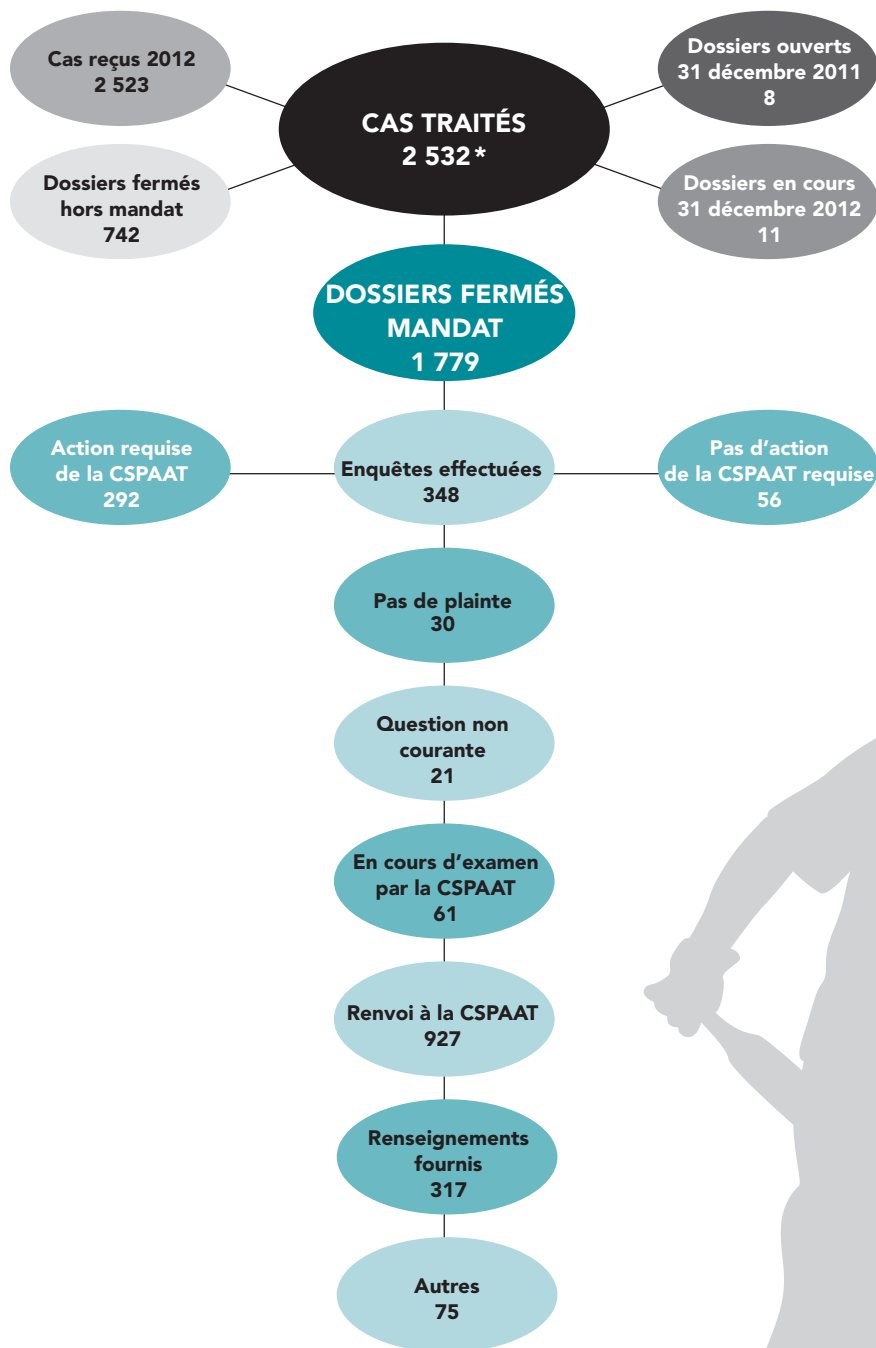 Cas reçus 2012
2 523
CAS TRAITÉS
2 532*
Dossiers ouverts
31 décembre 2011
8
Dossiers fermés
hors mandat
742
Dossiers en cours
31 décembre 2012
11
DOSSIERS FERMÉS
MANDAT
1 779
Action requise
de la CSPAAT
292
Enquêtes effectuées
348
Pas d’action
de la CSPAAT requise
56
Pas de plainte
30
Question non
courante
21
En cours d’examen
par la CSPAAT
61
Renvoi à la CSPAAT
927
Renseignements
fournis
317
Autres
75